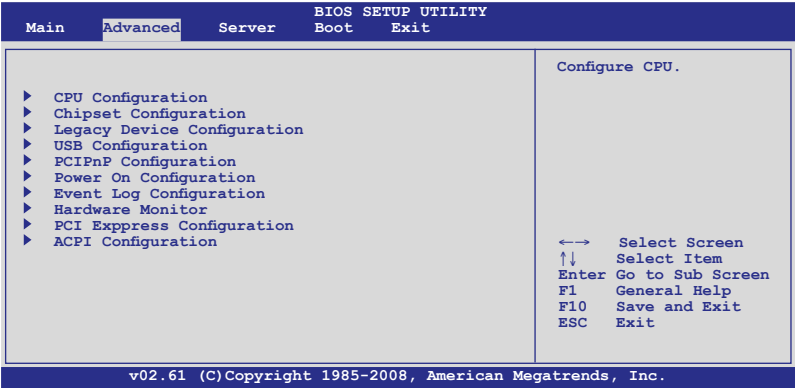 BIOS SETUP UTILITY
Main Advanced Server Boot Exit
Configure CPU.
CPU Configuration
Chipset Configuration
Legacy Device Configuration
USB Configuration
PCIPnP Configuration
Power On Configuration
Event Log Configuration
Hardware Monitor
PCI Exppress Configuration
ACPI Configuration
←→ Select Screen
↑↓ Select Item
Enter Go to Sub Screen
F1 General Help
F10 Save and Exit
ESC Exit
v02.61 (C)Copyright 1985-2008, American Megatrends, Inc.